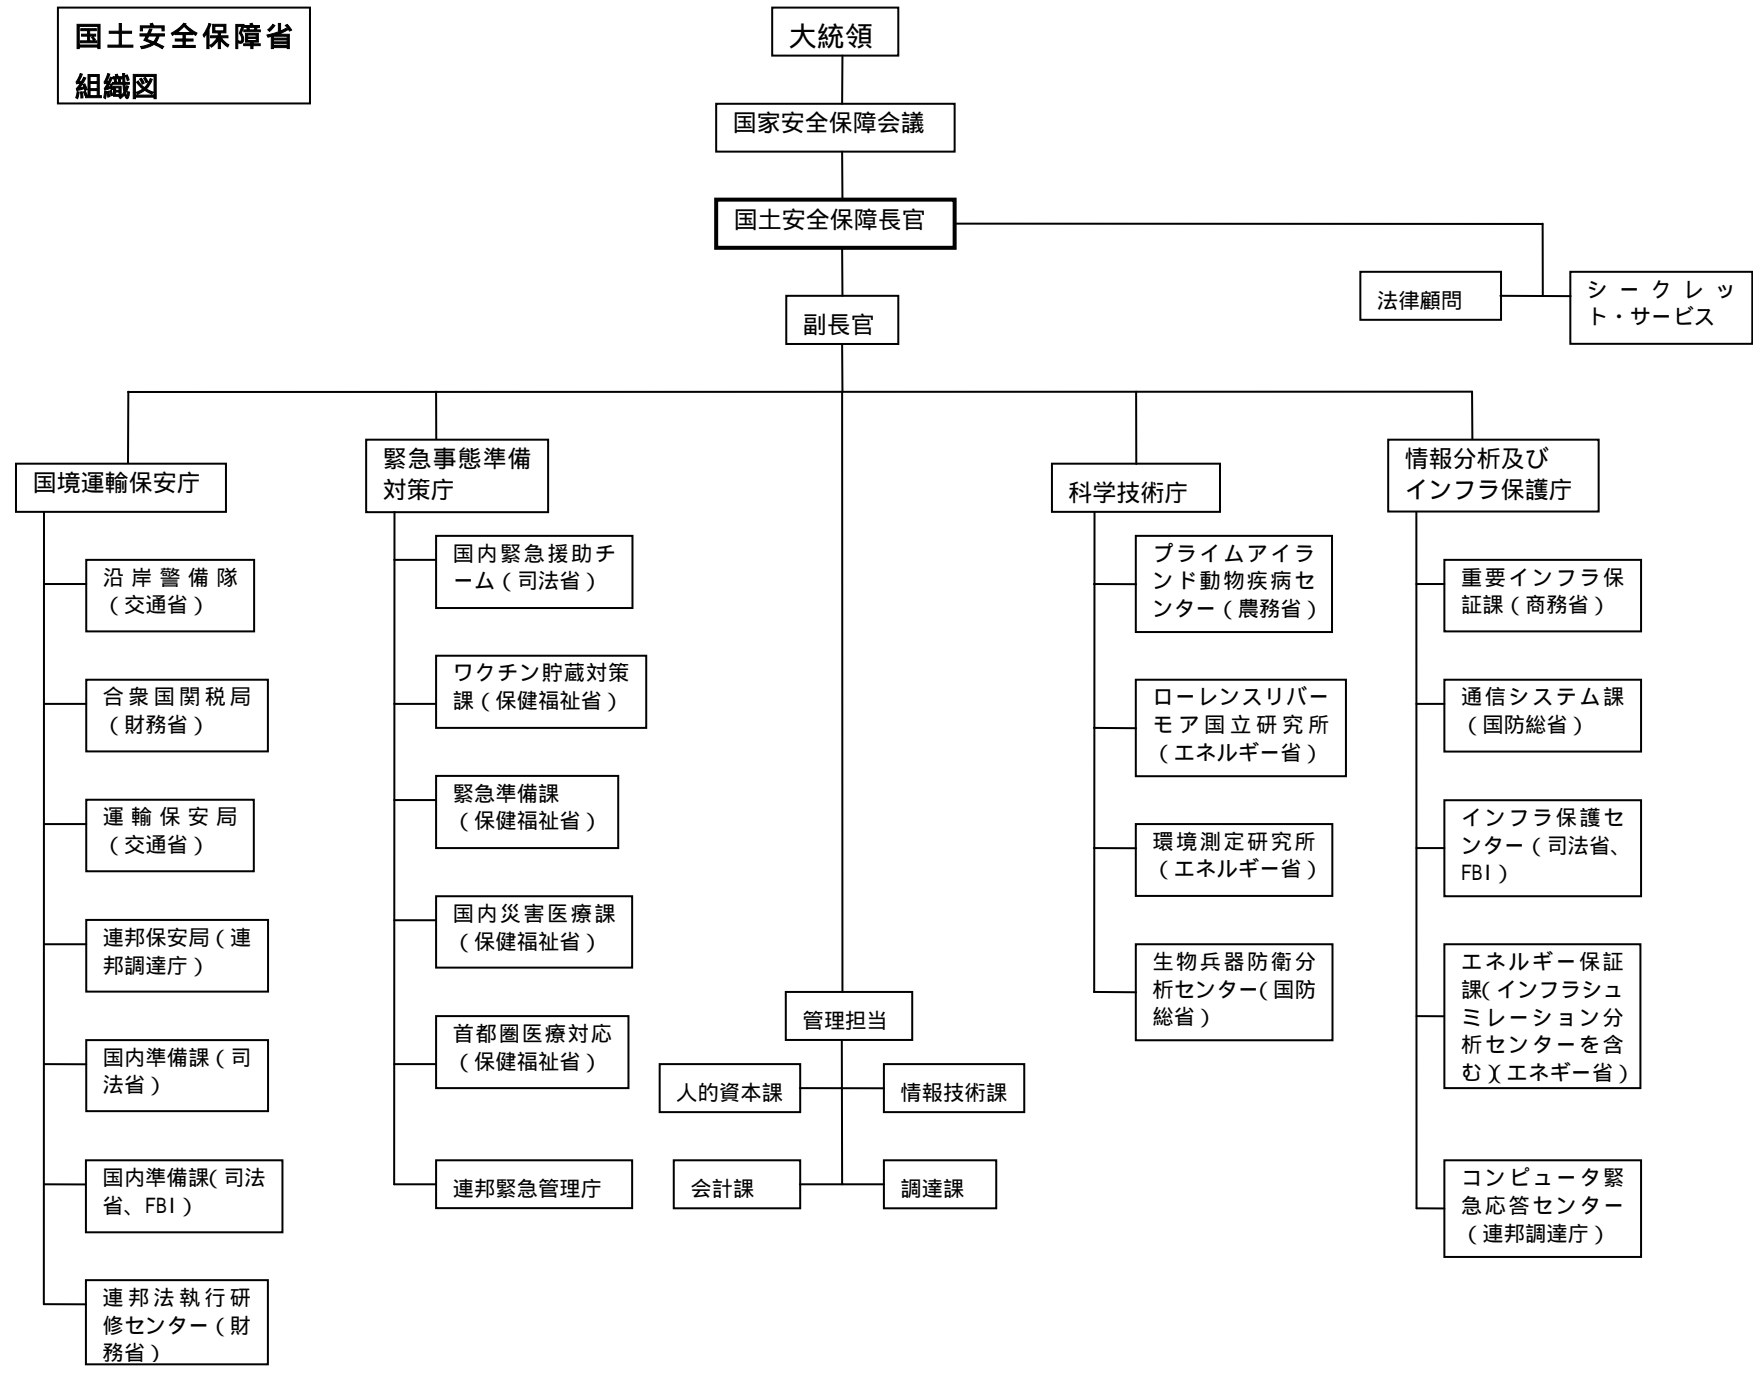 国土安全保障省
組織図
大統領
国家安全保障会議
国土安全保障長官
法律顧問
シークレッ
ト・サービス
副長官
国境運輸保安庁
沿岸警備隊
（交通省）
合衆国関税局
（財務省）
運輸保安局
（交通省）
連邦保安局（連
邦調達庁）
国内準備課（司
法省）
国内準備課（司法
省、FBI）
連邦法執行研
修センター（財
務省）
緊急事態準備
対策庁
国内緊急援助チ
ーム（司法省）
ワクチン貯蔵対策
課（保健福祉省）
緊急準備課
（保健福祉省）
国内災害医療課
（保健福祉省）
首都圏医療対応
（保健福祉省）
連邦緊急管理庁
管理担当
人的資本課
情報技術課
会計課
調達課
科学技術庁
プライムアイラ
ンド動物疾病セ
ンター（農務省）
ローレンスリバー
モア国立研究所
（エネルギー省）
環境測定研究所
（エネルギー省）
生物兵器防衛分
析センター（国防
総省）
情報分析及び
インフラ保護庁
重要インフラ保
証課（商務省）
通信システム課
（国防総省）
インフラ保護セ
ンター（司法省、
FBI）
エネルギー保証
課（インフラシュ
ミレーション分
析センターを含
む）（エネギー省）
コンピュータ緊
急応答センター
（連邦調達庁）